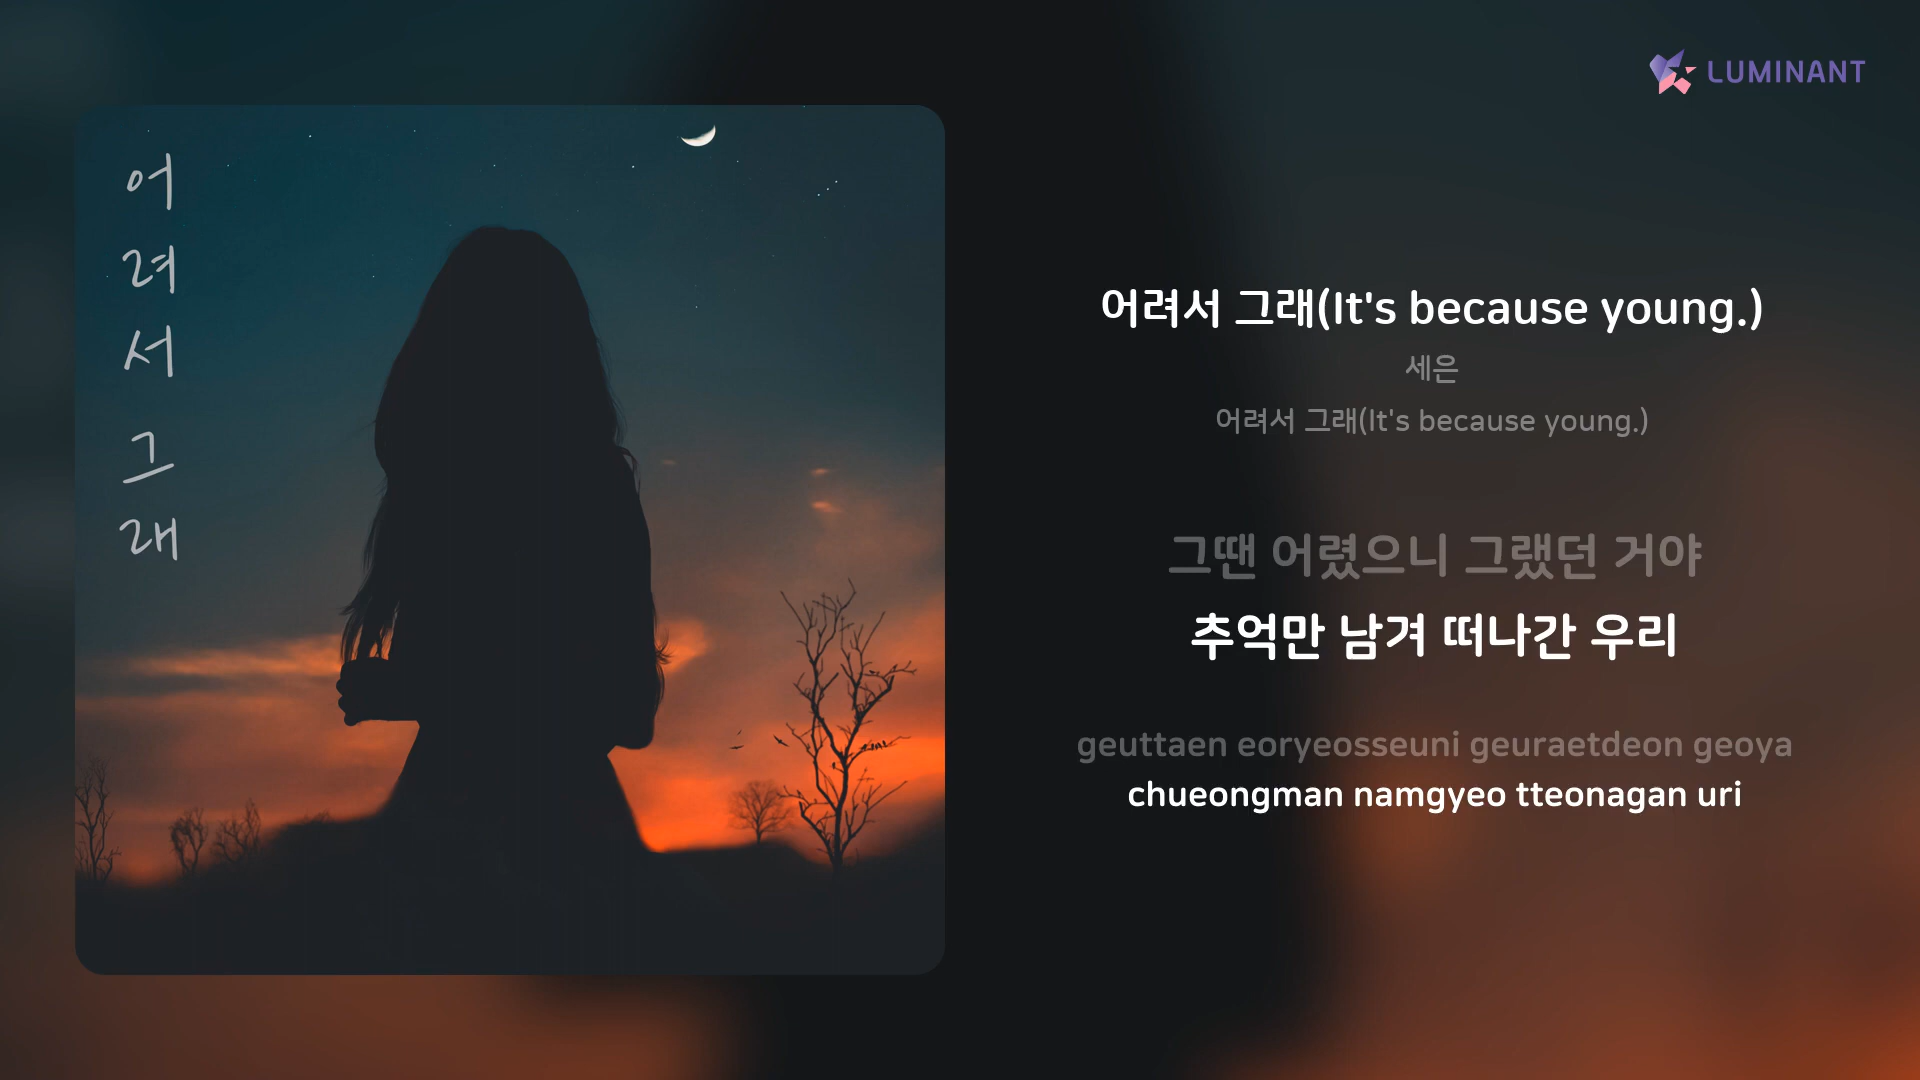 어
려
서
그
래
LUMINANT
어려서 그래(It's because young.)
세은
어려서 그래(It's because young.)
그땐 어렸으니 그랬던 거야
추억만 남겨 떠나간 우리
geuttaen eoryeosseuni geuraetdeon geoya
chueongman namgyeo tteonagan uri